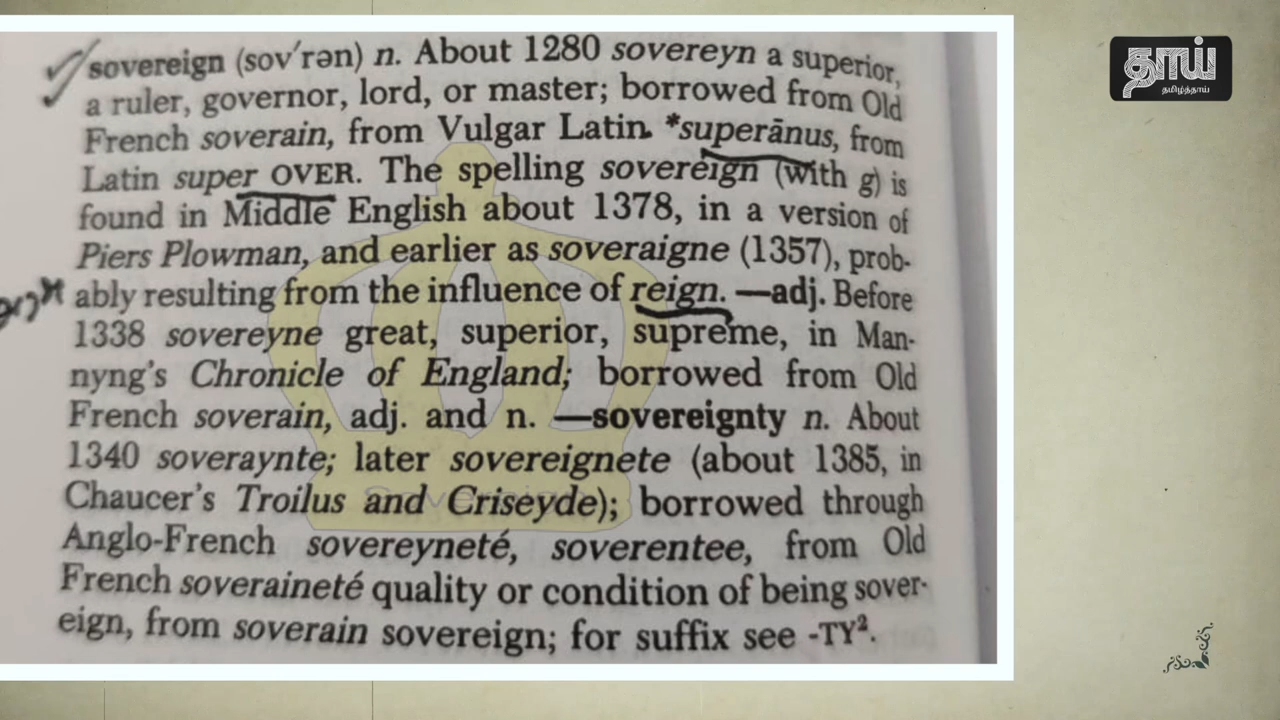 sovereign (sov′rən) n. About 1280 sovereyn a superior,
a ruler, governor, lord, or master; borrowed from Old
French soverain, from Vulgar Latin *superānus, from
Latin super OVER. The spelling sovereign (with g) is
found in Middle English about 1378, in a version of
Piers Plowman, and earlier as soveraigne (1357), prob-
ably resulting from the influence of reign. —adj. Before
1338 sovereyne great, superior, supreme, in Man-
nyng's Chronicle of England; borrowed from Old
French soverain, adj. and n. —sovereignty n. About
1340 soveraynte; later sovereignete (about 1385, in
Chaucer's Troilus and Criseyde); borrowed through
Anglo-French sovereyneté, soverentee, from Old
French soveraineté quality or condition of being sover-
eign, from soverain sovereign; for suffix see -TY².
தாய்
தமிழ்த்தாய்